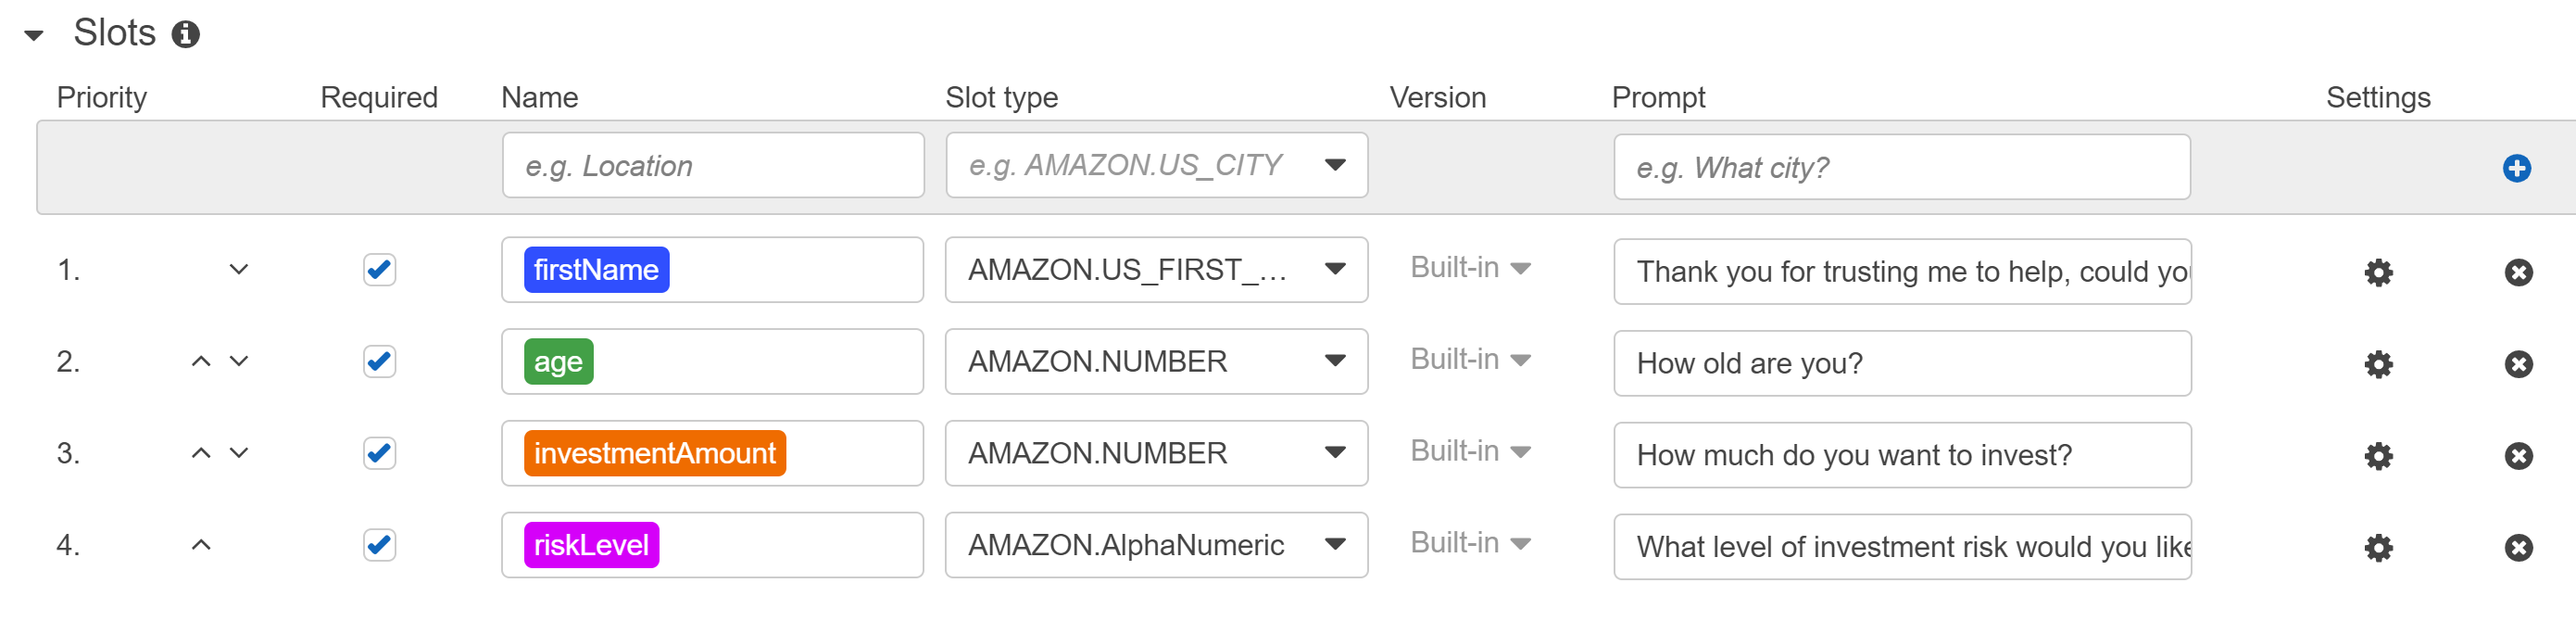 Slots
Priority Required Name Slot type Version Prompt Settings
e.g. Location e.g. AMAZON.US_CITY e.g. What city?
1. firstName AMAZON.US_FIRST_... Built-in Thank you for trusting me to help, could you
2. age AMAZON.NUMBER Built-in How old are you?
3. investmentAmount AMAZON.NUMBER Built-in How much do you want to invest?
4. riskLevel AMAZON.AlphaNumeric Built-in What level of investment risk would you like